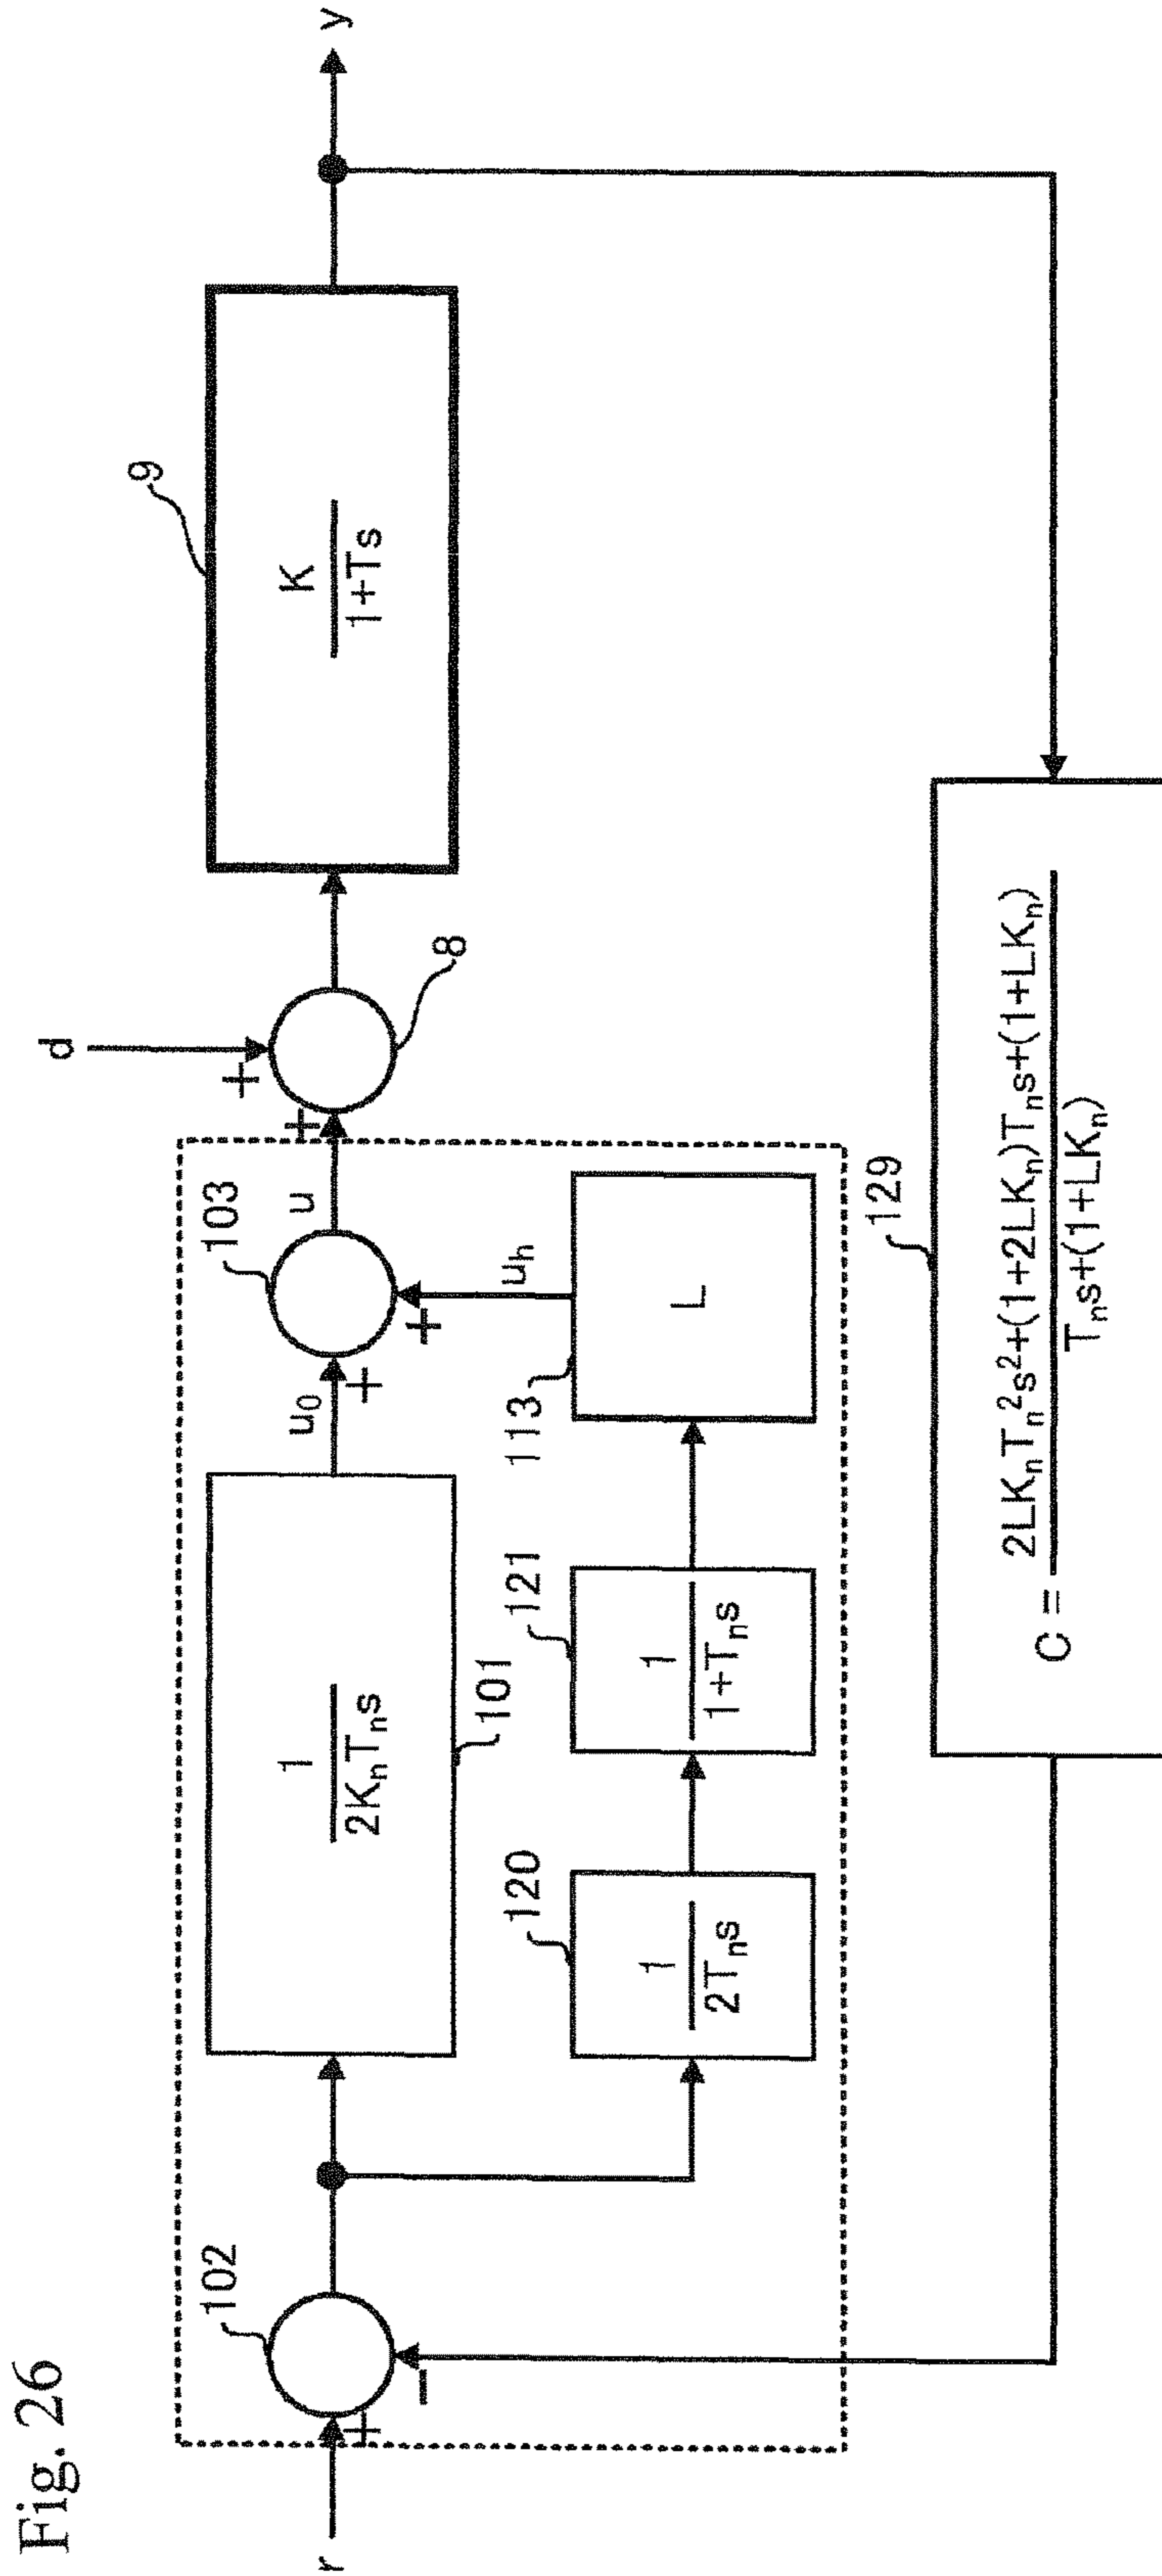 Fig. 26
r
+
−
102
1
2KₙTₙs
101
u₀
+
103
u
+
d
+
8
9
K
1+Ts
y
120
1
2Tₙs
121
1
1+Tₙs
113
L
uₕ
+
129
C = 2LKₙTₙ²s²+(1+2LKₙ)Tₙs+(1+LKₙ)
Tₙs+(1+LKₙ)